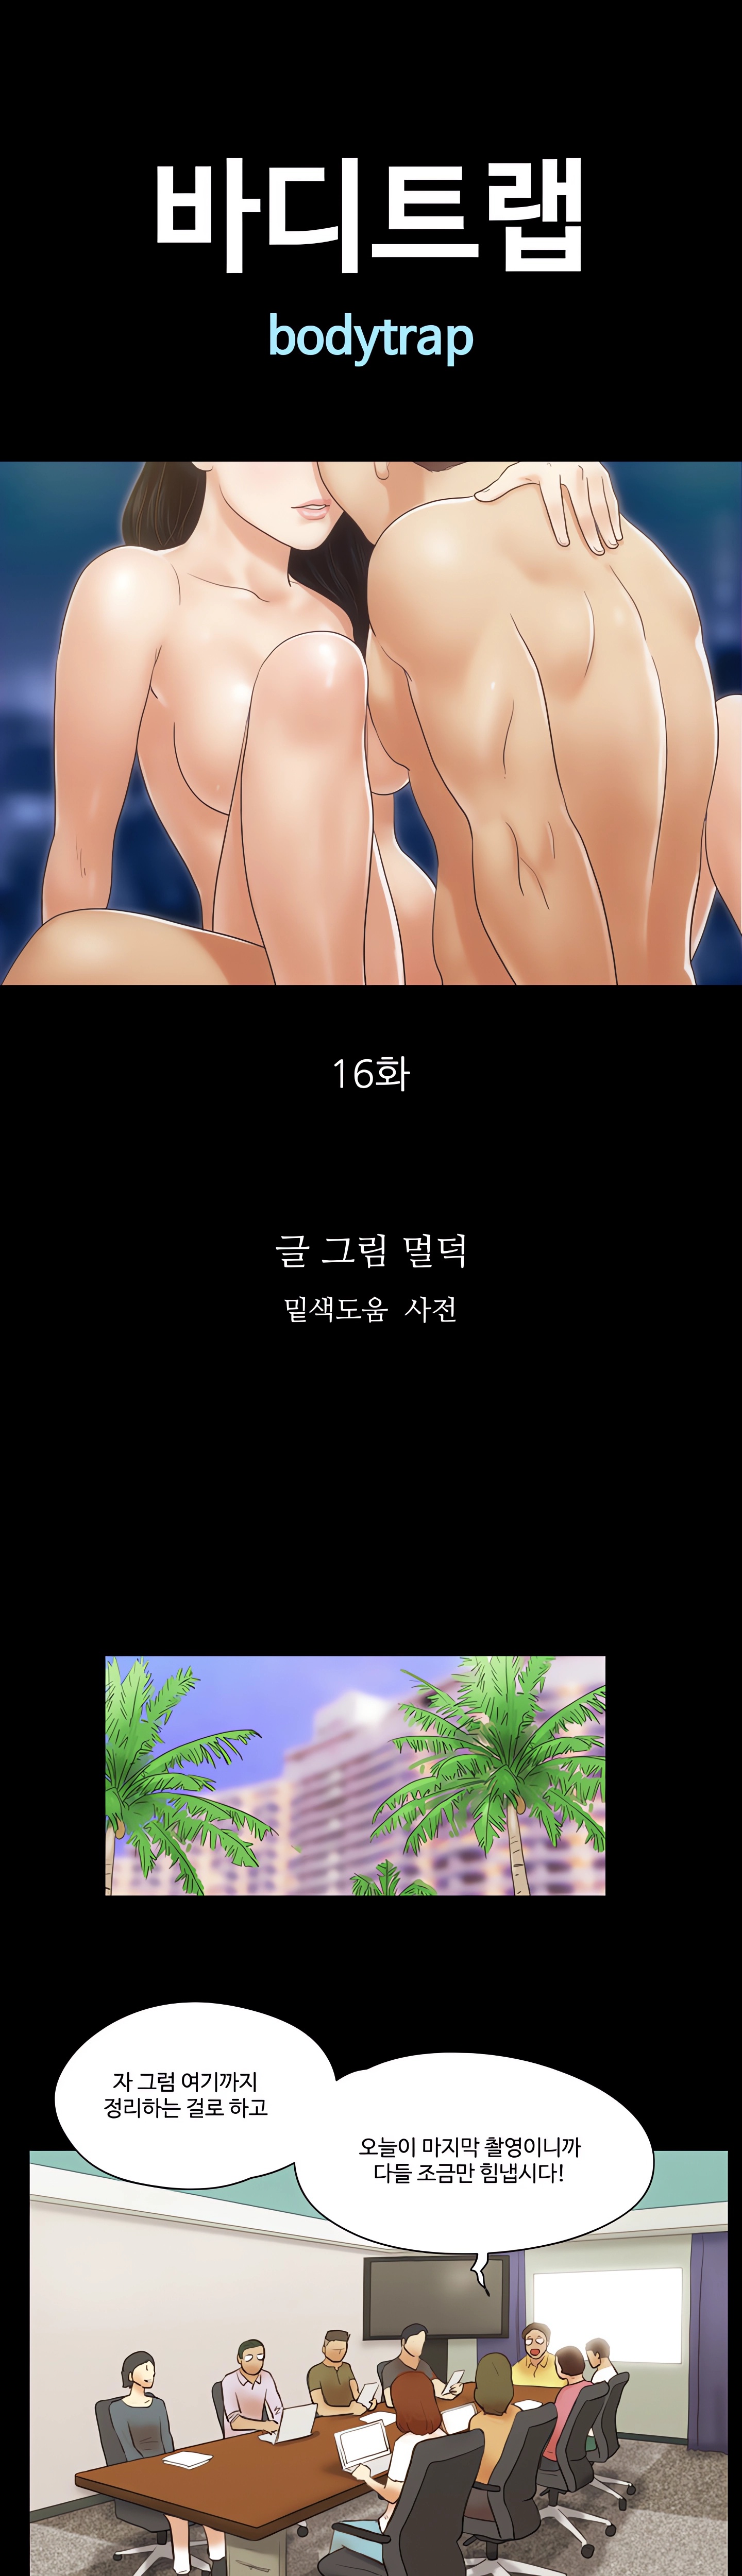 바디트랩
bodytrap
16화
글 그림 멀덕
밑색도움 사전
자 그럼 여기까지
정리하는 걸로 하고
오늘이 마지막 촬영이니까
다들 조금만 힘냅시다!